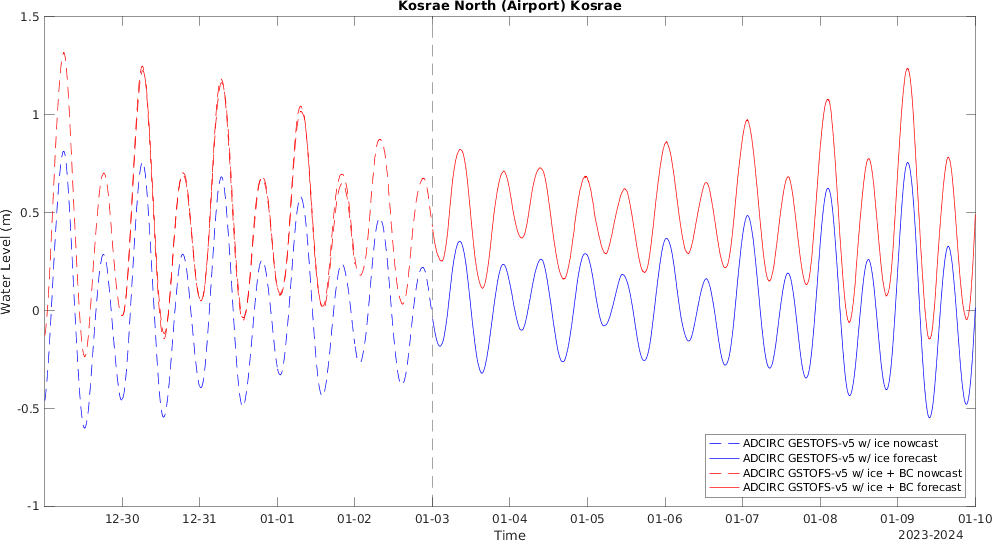 Kosrae North (Airport) Kosrae
Water Level (m)
1.5
1
0.5
0
-0.5
-1
ADCIRC GESTOFS-v5 w/ ice nowcast
ADCIRC GESTOFS-v5 w/ ice forecast
ADCIRC GSTOFS-v5 w/ ice + BC nowcast
ADCIRC GSTOFS-v5 w/ ice + BC forecast
12-30 12-31 01-01 01-02 01-03 01-04 01-05 01-06 01-07 01-08 01-09 01-10
Time
2023-2024